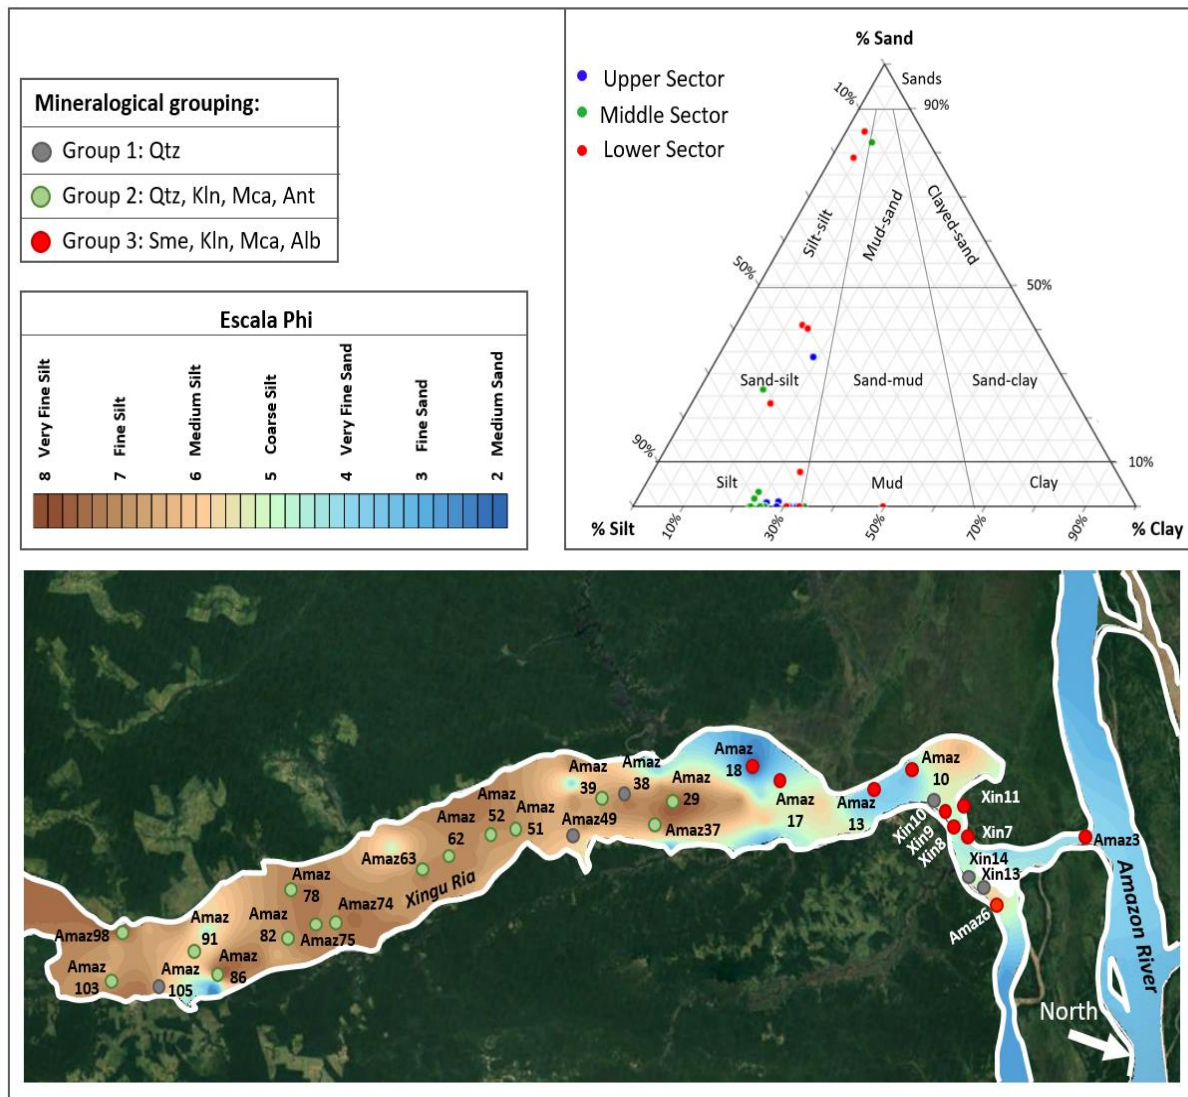 Mineralogical grouping:
Group 1: Qtz
Group 2: Qtz, Kln, Mca, Ant
Group 3: Sme, Kln, Mca, Alb
Escala Phi
8 Very Fine Silt
7 Fine Silt
6 Medium Silt
5 Coarse Silt
4 Very Fine Sand
3 Fine Sand
2 Medium Sand
Upper Sector
Middle Sector
Lower Sector
% Sand
Sands
10%
90%
Silt-silt
Mud-sand
Clayed-sand
50%
50%
Sand-silt
Sand-mud
Sand-clay
90%
10%
Silt
Mud
Clay
% Silt
10%
30%
50%
70%
90%
% Clay
Amaz
18
Amaz
10
Amaz
39
Amaz
38
Amaz
29
Amaz
17
Amaz
13
Xin11
Amaz
52
Amaz
51
Amaz49
Amaz37
Xin10
Xin9
Xin8
Xin7
Amaz3
Amaz
62
Amaz63
Xingu Ria
Xin14
Xin13
Amaz
78
Amaz74
Amaz
82
Amaz75
Amaz6
Amaz98
Amaz
91
Amaz
86
Amaz
103
Amaz
105
Amazon River
North